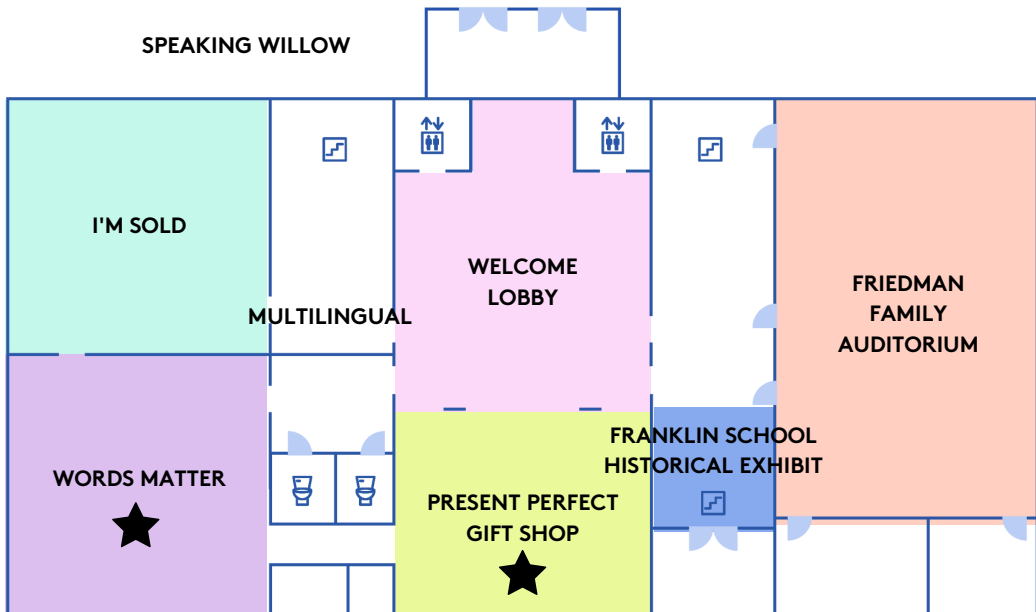 SPEAKING WILLOW
I'M SOLD
WELCOME
LOBBY
MULTILINGUAL
FRIEDMAN
FAMILY
AUDITORIUM
WORDS MATTER
FRANKLIN SCHOOL
HISTORICAL EXHIBIT
PRESENT PERFECT
GIFT SHOP